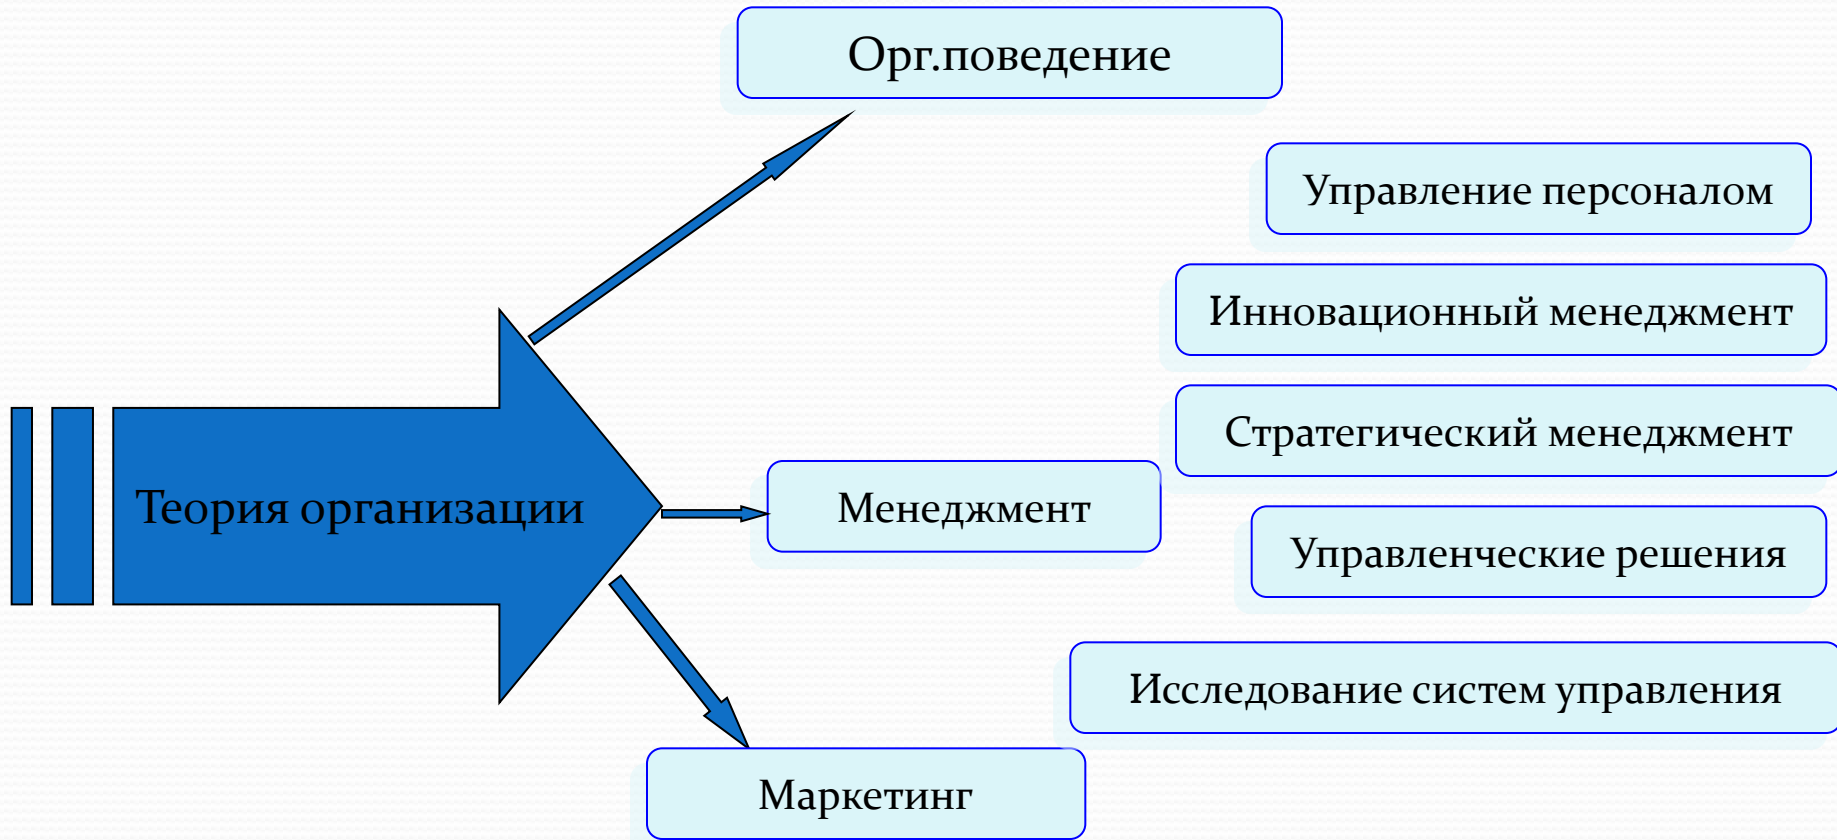 Орг.поведение
Управление персоналом
Инновационный менеджмент
Стратегический менеджмент
Теория организации
Менеджмент
Управленческие решения
Исследование систем управления
Маркетинг